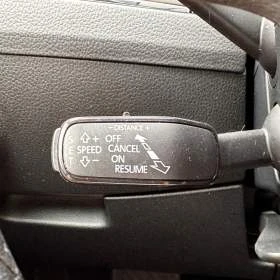 – DISTANCE +
S + OFF
E SPEED CANCEL
T – ON
RESUME